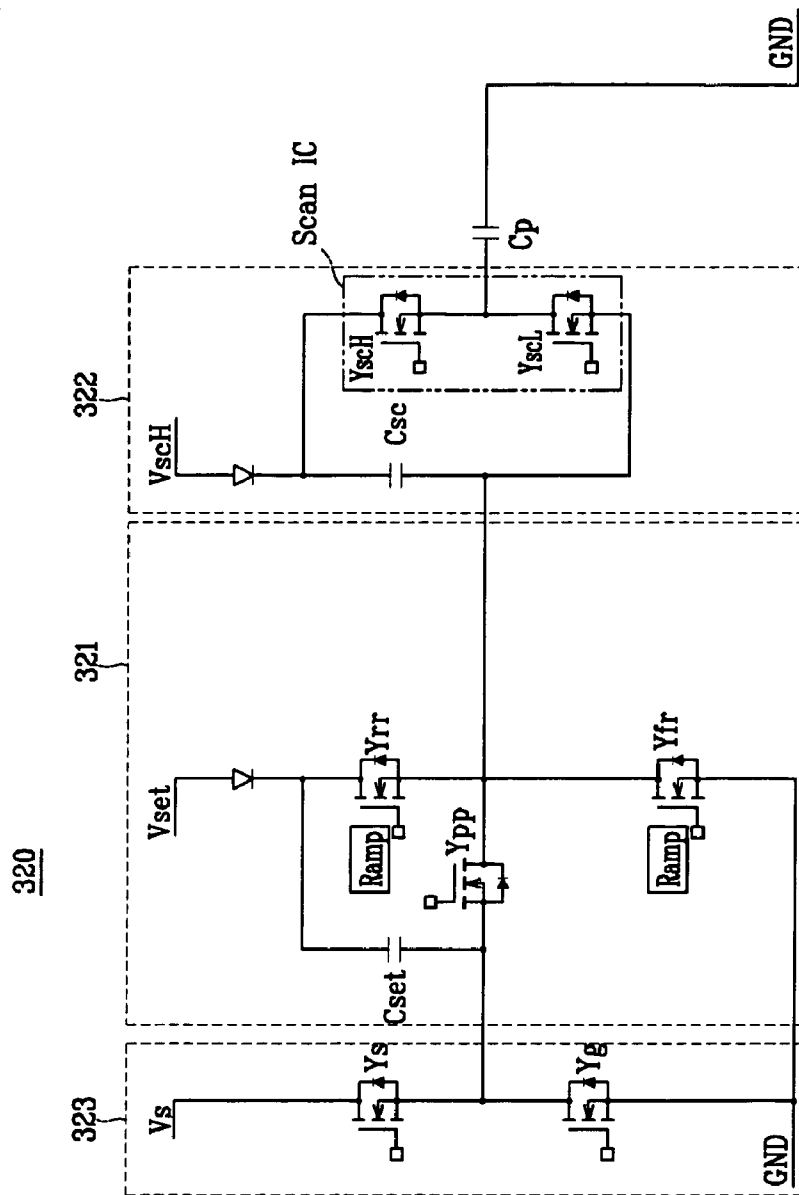 320
323
321
322
Vs
Vset
VscH
Scan IC
Ys
Cset
Ramp
Yrr
Ypp
Csc
YscH
YscL
Cp
Yg
Ramp
Yfr
GND
GND